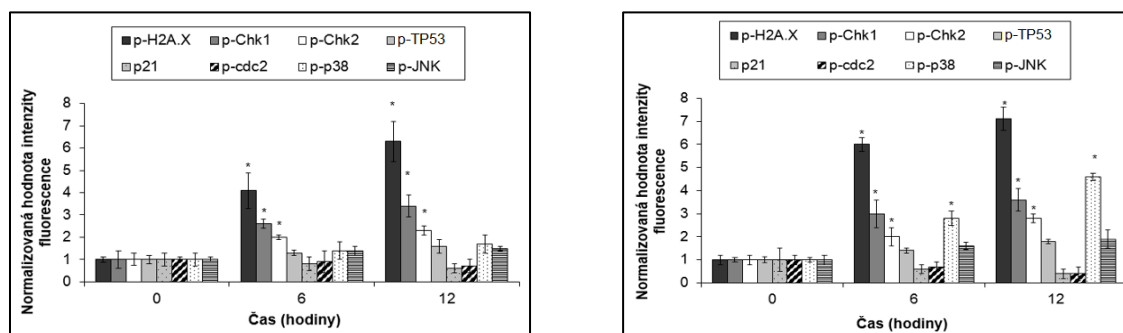 p-H2A.X p-Chk1 p-Chk2 p-TP53
p21 p-cdc2 p-p38 p-JNK
Normalizovaná hodnota intenzity
fluorescence
8
7
6
5
4
3
2
1
0
* * * * * *
0 6 12
Čas (hodiny)
p-H2A.X p-Chk1 p-Chk2 p-TP53
p21 p-cdc2 p-p38 p-JNK
Normalizovaná hodnota intenzity
fluorescence
8
7
6
5
4
3
2
1
0
* * * * * * * *
0 6 12
Čas (hodiny)